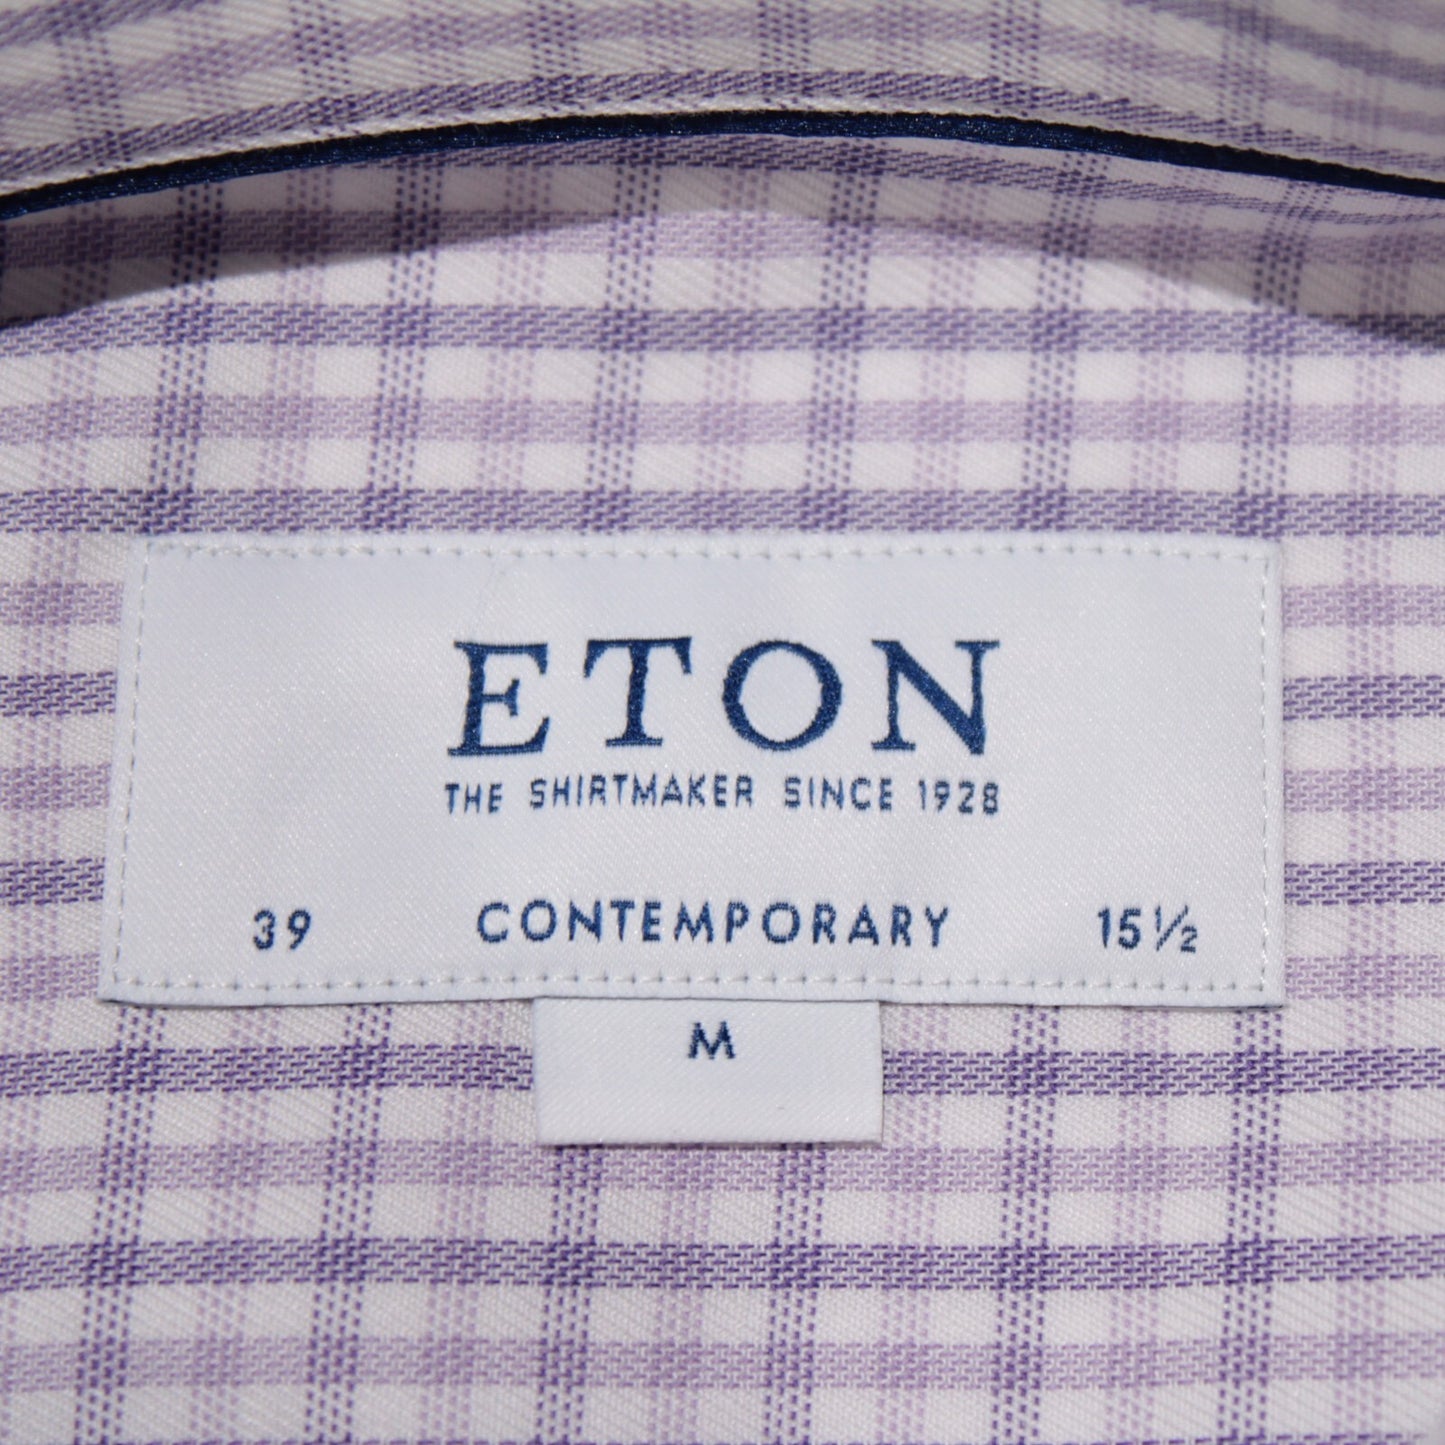 ETON
THE SHIRTMAKER SINCE 1928
39 CONTEMPORARY 15½
M